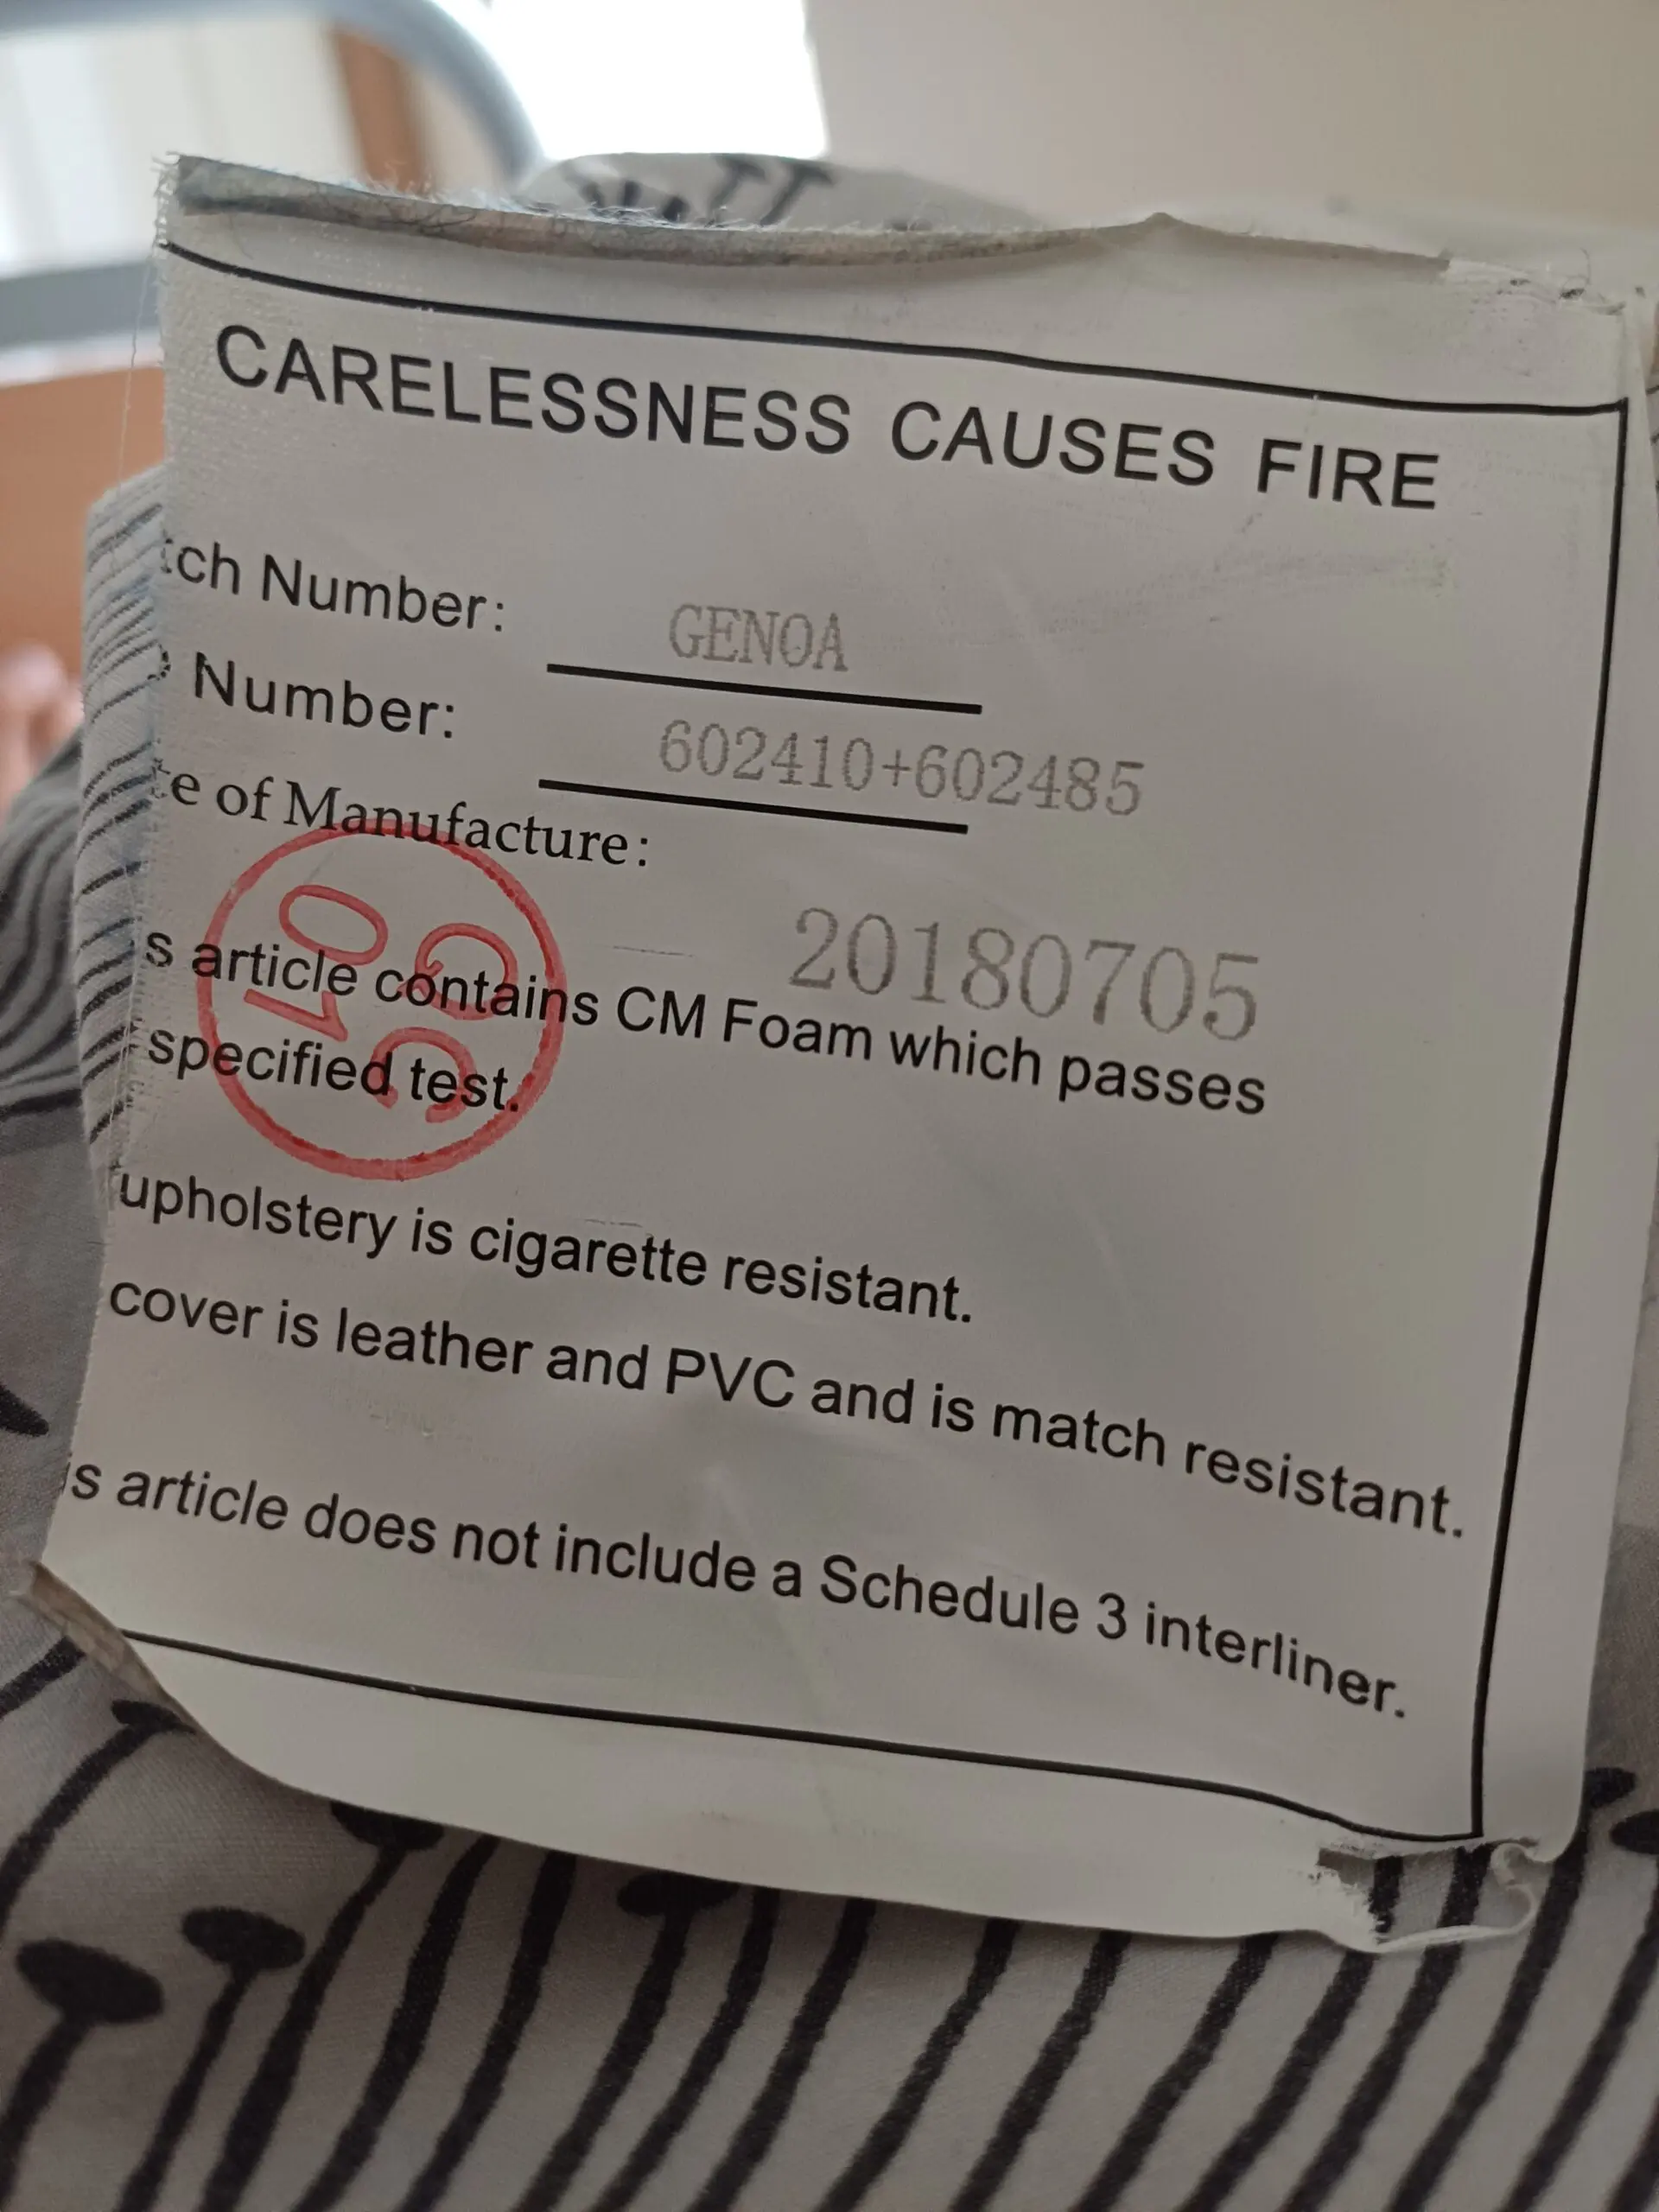 CARELESSNESS CAUSES FIRE
tch Number: GENOA
e Number: 602410+602485
te of Manufacture:
20180705
s article contains CM Foam which passes
specified test.
upholstery is cigarette resistant.
cover is leather and PVC and is match resistant.
is article does not include a Schedule 3 interliner.